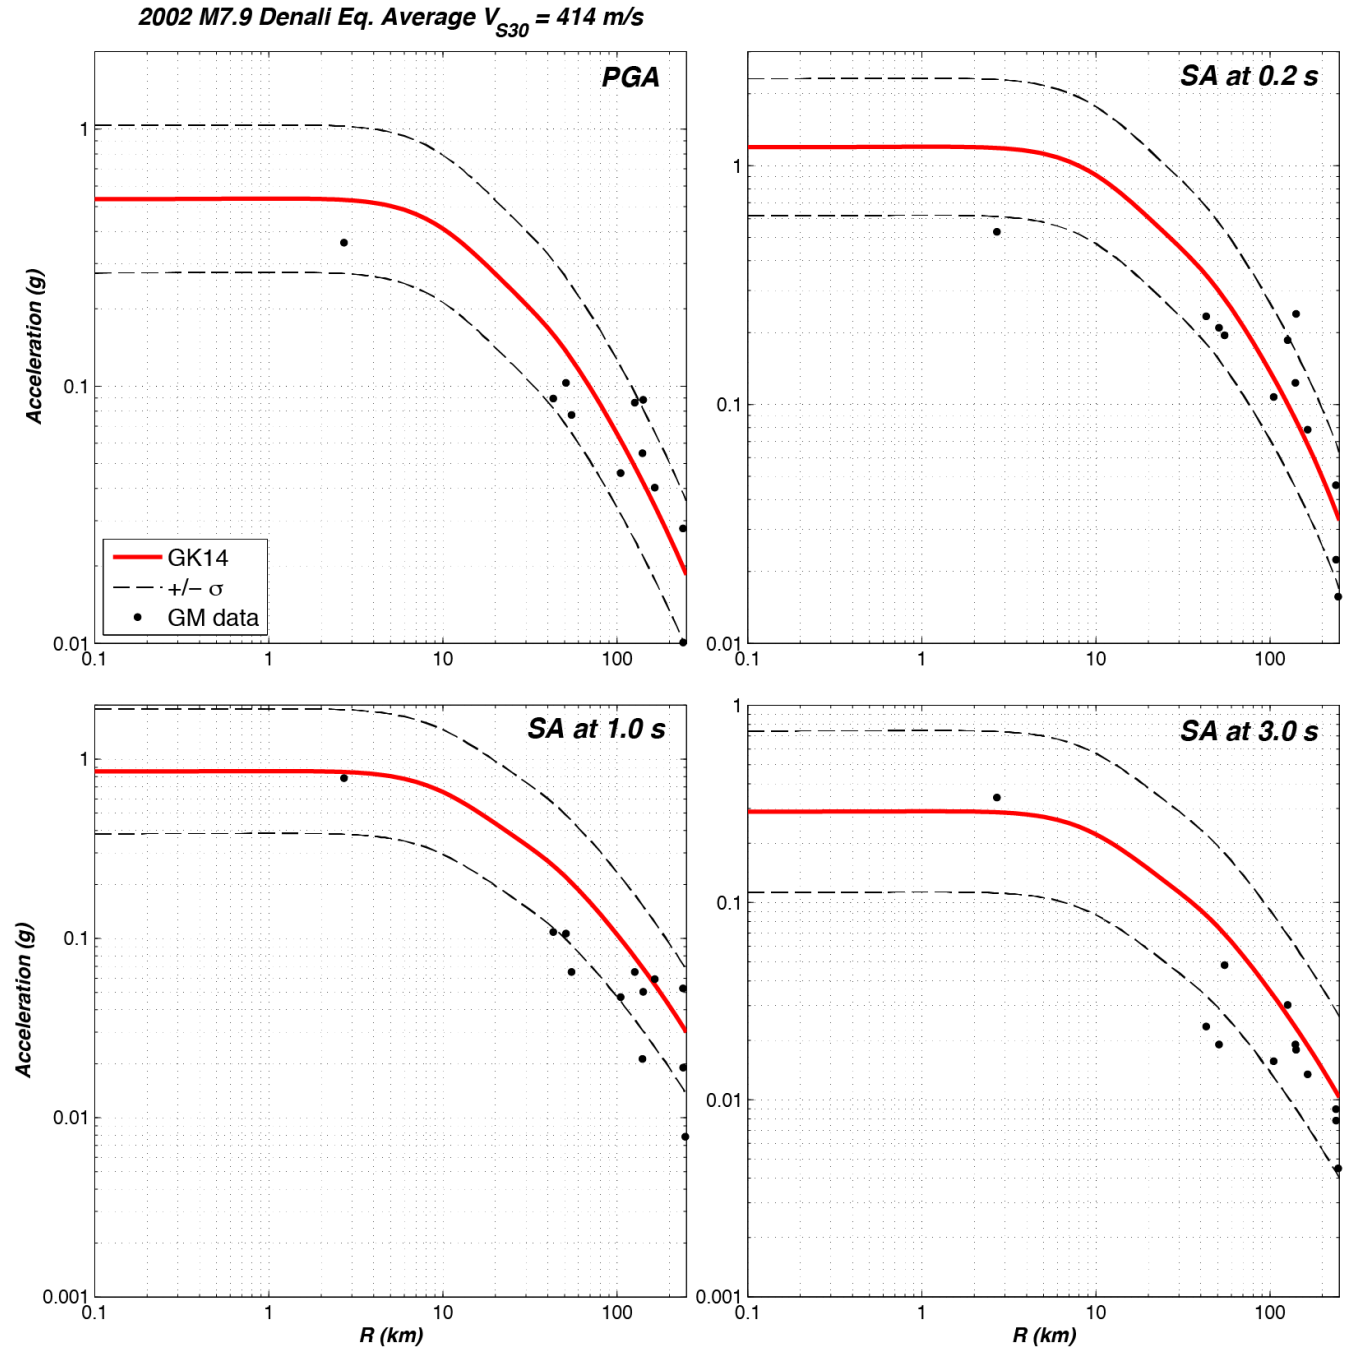 2002 M7.9 Denali Eq. Average V_S30 = 414 m/s
PGA
1
0.1
0.01
Acceleration (g)
GK14
+/− σ
GM data
0.1 1 10 100
SA at 0.2 s
1
0.1
0.01
0.1 1 10 100
SA at 1.0 s
1
0.1
0.01
0.001
Acceleration (g)
0.1 1 10 100
R (km)
SA at 3.0 s
1
0.1
0.01
0.001
0.1 1 10 100
R (km)